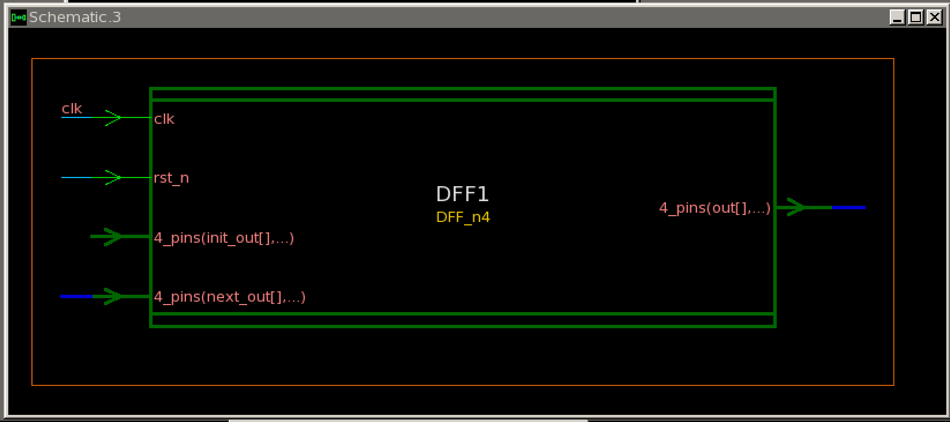 Schematic.3
clk
clk
rst_n
DFF1
DFF_n4
4_pins(out[],...)
4_pins(init_out[],...)
4_pins(next_out[],...)